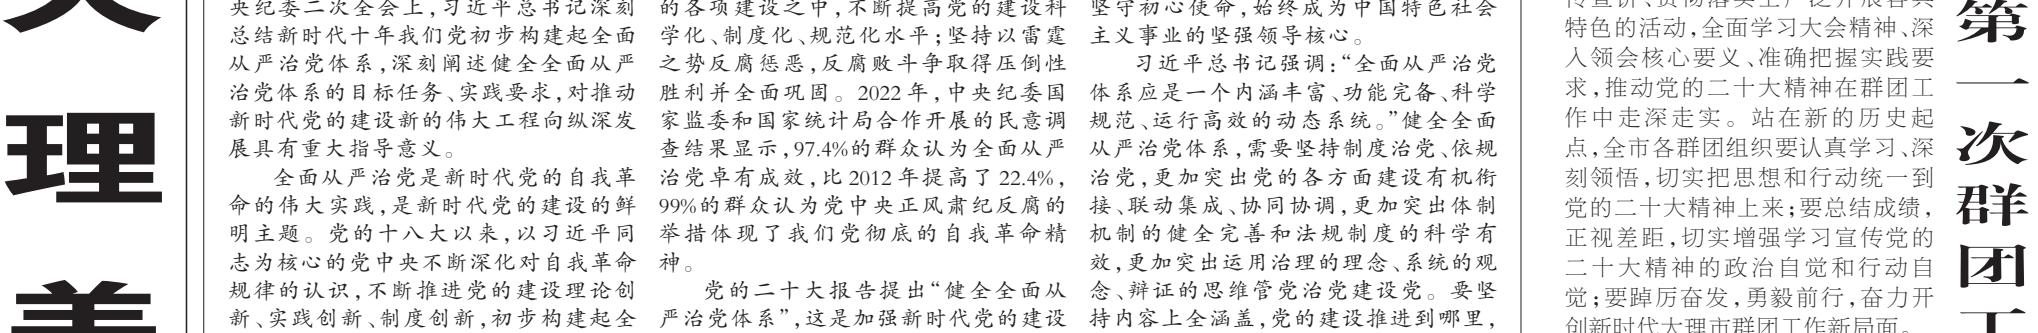 理
央纪委二次全会上，习近平总书记深刻
总结新时代十年我们党初步构建起全面
从严治党体系，深刻阐述健全全面从严
治党体系的目标任务、实践要求，对推动
新时代党的建设新的伟大工程向纵深发
展具有重大指导意义。
全面从严治党是新时代党的自我革
命的伟大实践，是新时代党的建设的鲜
明主题。党的十八大以来，以习近平同
志为核心的党中央不断深化对自我革命
规律的认识，不断推进党的建设理论创
新、实践创新、制度创新，初步构建起全
的各项建设之中，不断提高党的建设科
学化、制度化、规范化水平；坚持以雷霆
之势反腐惩恶，反腐败斗争取得压倒性
胜利并全面巩固。2022年，中央纪委国
家监委和国家统计局合作开展的民意调
查结果显示，97.4%的群众认为全面从严
治党卓有成效，比2012年提高了22.4%，
99%的群众认为党中央正风肃纪反腐的
举措体现了我们党彻底的自我革命精
神。
党的二十大报告提出“健全全面从
严治党体系”，这是加强新时代党的建设
坚守初心使命，始终成为中国特色社会
主义事业的坚强领导核心。
习近平总书记强调：“全面从严治党
体系应是一个内涵丰富、功能完备、科学
规范、运行高效的动态系统。”健全全面
从严治党体系，需要坚持制度治党、依规
治党，更加突出党的各方面建设有机衔
接、联动集成、协同协调，更加突出体制
机制的健全完善和法规制度的科学有
效，更加突出运用治理的理念、系统的观
念、辩证的思维管党治党建设党。要坚
持内容上全涵盖，党的建设推进到哪里，
特色的活动，全面学习大会精神、深
入领会核心要义、准确把握实践要
求，推动党的二十大精神在群团工
作中走深走实。站在新的历史起
点，全市各群团组织要认真学习、深
刻领悟，切实把思想和行动统一到
党的二十大精神上来；要总结成绩，
正视差距，切实增强学习宣传党的
二十大精神的政治自觉和行动自
觉；要踔厉奋发，勇毅前行，奋力开
创新时代大理市群团工作新局面。
第一次群团